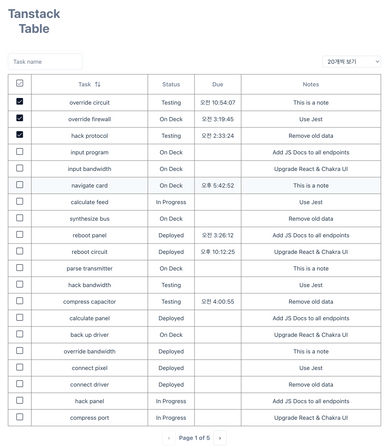 Tanstack
Table
Task name
20개씩 보기
Task Status Due Notes
override circuit Testing 오전 10:54:07 This is a note
override firewall On Deck 오전 3:19:45 Use Jest
hack protocol Testing 오전 2:33:24 Remove old data
input program On Deck Add JS Docs to all endpoints
input bandwidth On Deck Upgrade React & Chakra UI
navigate card On Deck 오후 5:42:52 This is a note
calculate feed In Progress Use Jest
synthesize bus On Deck Remove old data
reboot panel Deployed 오전 3:26:12 Add JS Docs to all endpoints
reboot circuit Deployed 오후 10:12:25 Upgrade React & Chakra UI
parse transmitter On Deck This is a note
hack bandwidth Testing Use Jest
compress capacitor Testing 오전 4:00:55 Remove old data
calculate panel Deployed Add JS Docs to all endpoints
back up driver On Deck Upgrade React & Chakra UI
override bandwidth Deployed This is a note
connect pixel Deployed Use Jest
connect driver Deployed Remove old data
hack panel In Progress Add JS Docs to all endpoints
compress port In Progress Upgrade React & Chakra UI
‹ Page 1 of 5 ›